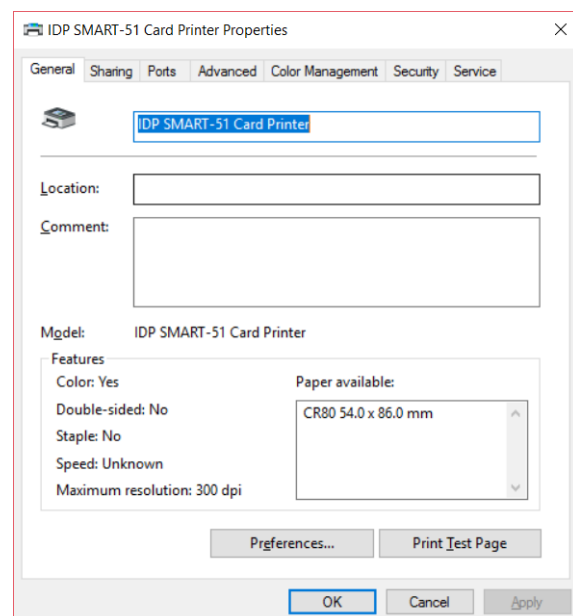 IDP SMART-51 Card Printer Properties
General Sharing Ports Advanced Color Management Security Service
IDP SMART-51 Card Printer
Location:
Comment:
Model: IDP SMART-51 Card Printer
Features
Color: Yes Paper available:
Double-sided: No CR80 54.0 x 86.0 mm
Staple: No
Speed: Unknown
Maximum resolution: 300 dpi
Preferences... Print Test Page
OK Cancel Apply